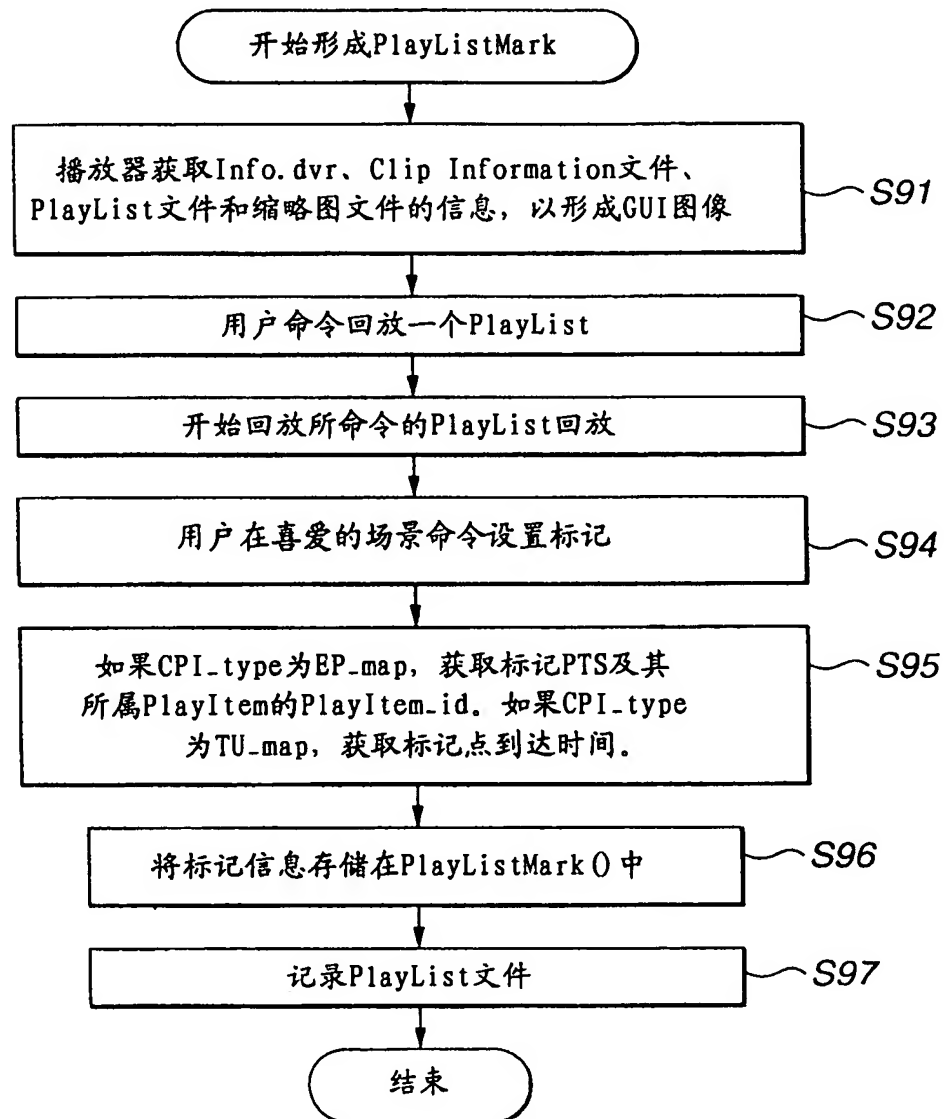 开始形成PlayListMark
播放器获取Info.dvr、Clip Information文件、
PlayList文件和缩略图文件的信息，以形成GUI图像
S91
用户命令回放一个PlayList
S92
开始回放所命令的PlayList回放
S93
用户在喜爱的场景命令设置标记
S94
如果CPI_type为EP_map，获取标记PTS及其
所属PlayItem的PlayItem_id。如果CPI_type
为TU_map，获取标记点到达时间。
S95
将标记信息存储在PlayListMark()中
S96
记录PlayList文件
S97
结束